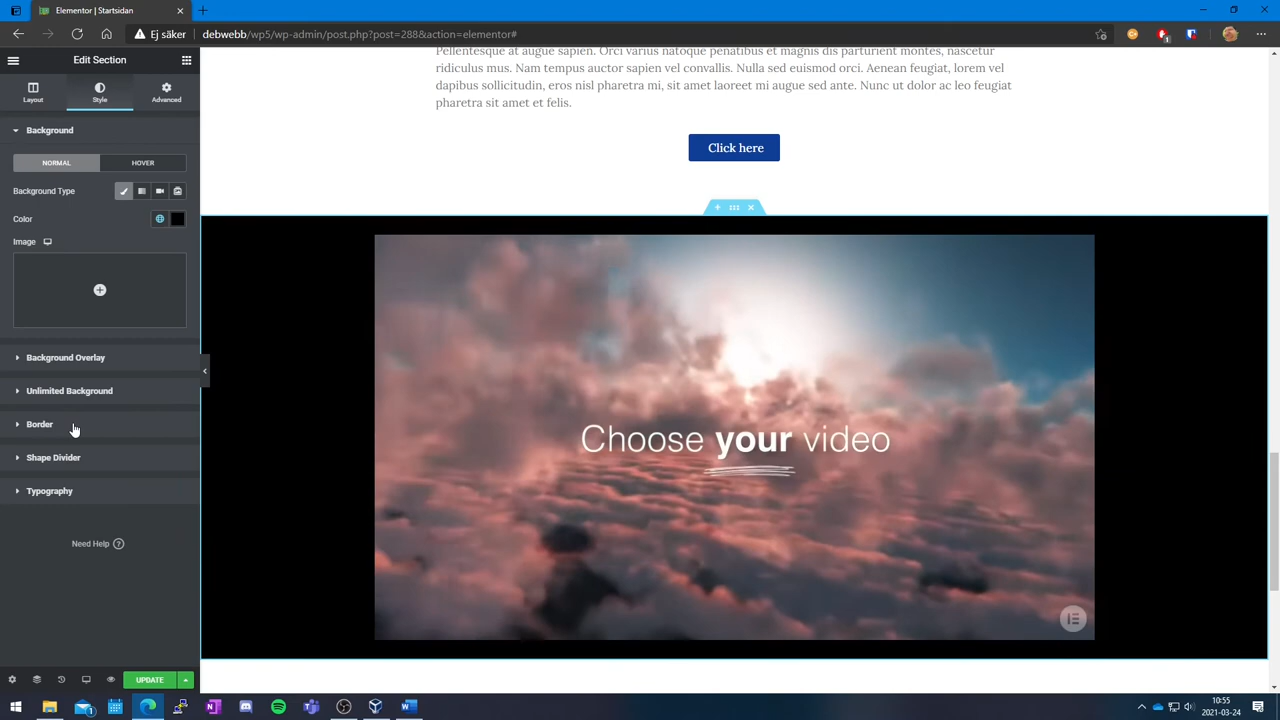 Elementor | Startsidan
Ej säker
debwebb/wp5/wp-admin/post.php?post=288&action=elementor#
1
Edit Section
Layout
Style
Advanced
Background
NORMAL
HOVER
Background Type
Color
Image
Background Overlay
Unlimited Background
Border
Shape Divider
Typography
Need Help ?
UPDATE
Pellentesque at augue sapien. Orci varius natoque penatibus et magnis dis parturient montes, nascetur
ridiculus mus. Nam tempus auctor sapien vel convallis. Nulla sed euismod orci. Aenean feugiat, lorem vel
dapibus sollicitudin, eros nisl pharetra mi, sit amet laoreet mi augue sed ante. Nunc ut dolor ac leo feugiat
pharetra sit amet et felis.
Click here
Choose your video
10:55
2021-03-24